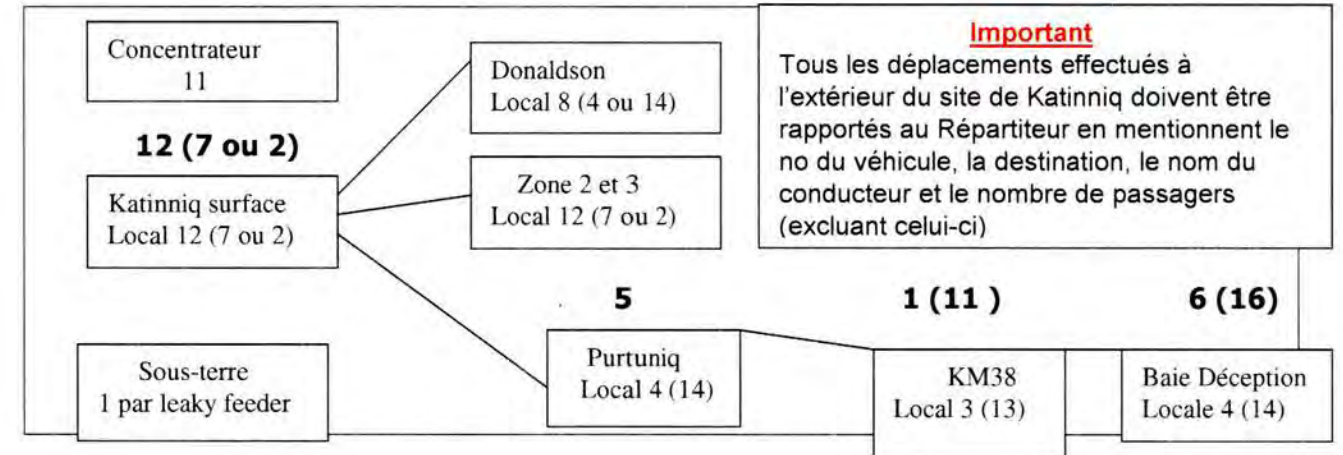 Concentrateur
11
12 (7 ou 2)
Katinniq surface
Local 12 (7 ou 2)
Sous-terre
1 par leaky feeder
Donaldson
Local 8 (4 ou 14)
Zone 2 et 3
Local 12 (7 ou 2)
Important
Tous les déplacements effectués à
l'extérieur du site de Katinniq doivent être
rapportés au Répartiteur en mentionnent le
no du véhicule, la destination, le nom du
conducteur et le nombre de passagers
(excluant celui-ci)
5
Purtuniq
Local 4 (14)
1 (11 )
KM38
Local 3 (13)
6 (16)
Baie Déception
Locale 4 (14)